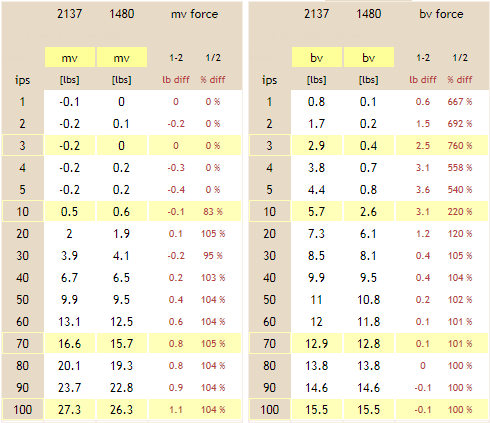 2137 1480 mv force 2137 1480 bv force
mv mv 1-2 1/2 bv bv 1-2 1/2
ips [lbs] [lbs] lb diff % diff ips [lbs] [lbs] lb diff % diff
1 -0.1 0 0 0 % 1 0.8 0.1 0.6 667 %
2 -0.2 0.1 -0.2 0 % 2 1.7 0.2 1.5 692 %
3 -0.2 0 0 0 % 3 2.9 0.4 2.5 760 %
4 -0.2 0.2 -0.3 0 % 4 3.8 0.7 3.1 558 %
5 -0.2 0.2 -0.4 0 % 5 4.4 0.8 3.6 540 %
10 0.5 0.6 -0.1 83 % 10 5.7 2.6 3.1 220 %
20 2 1.9 0.1 105 % 20 7.3 6.1 1.2 120 %
30 3.9 4.1 -0.2 95 % 30 8.5 8.1 0.4 105 %
40 6.7 6.5 0.2 103 % 40 9.9 9.5 0.4 104 %
50 9.9 9.5 0.4 104 % 50 11 10.8 0.2 102 %
60 13.1 12.5 0.6 104 % 60 12 11.8 0.1 101 %
70 16.6 15.7 0.8 105 % 70 12.9 12.8 0.1 101 %
80 20.1 19.3 0.8 104 % 80 13.8 13.8 0 100 %
90 23.7 22.8 0.9 104 % 90 14.6 14.6 -0.1 100 %
100 27.3 26.3 1.1 104 % 100 15.5 15.5 -0.1 100 %